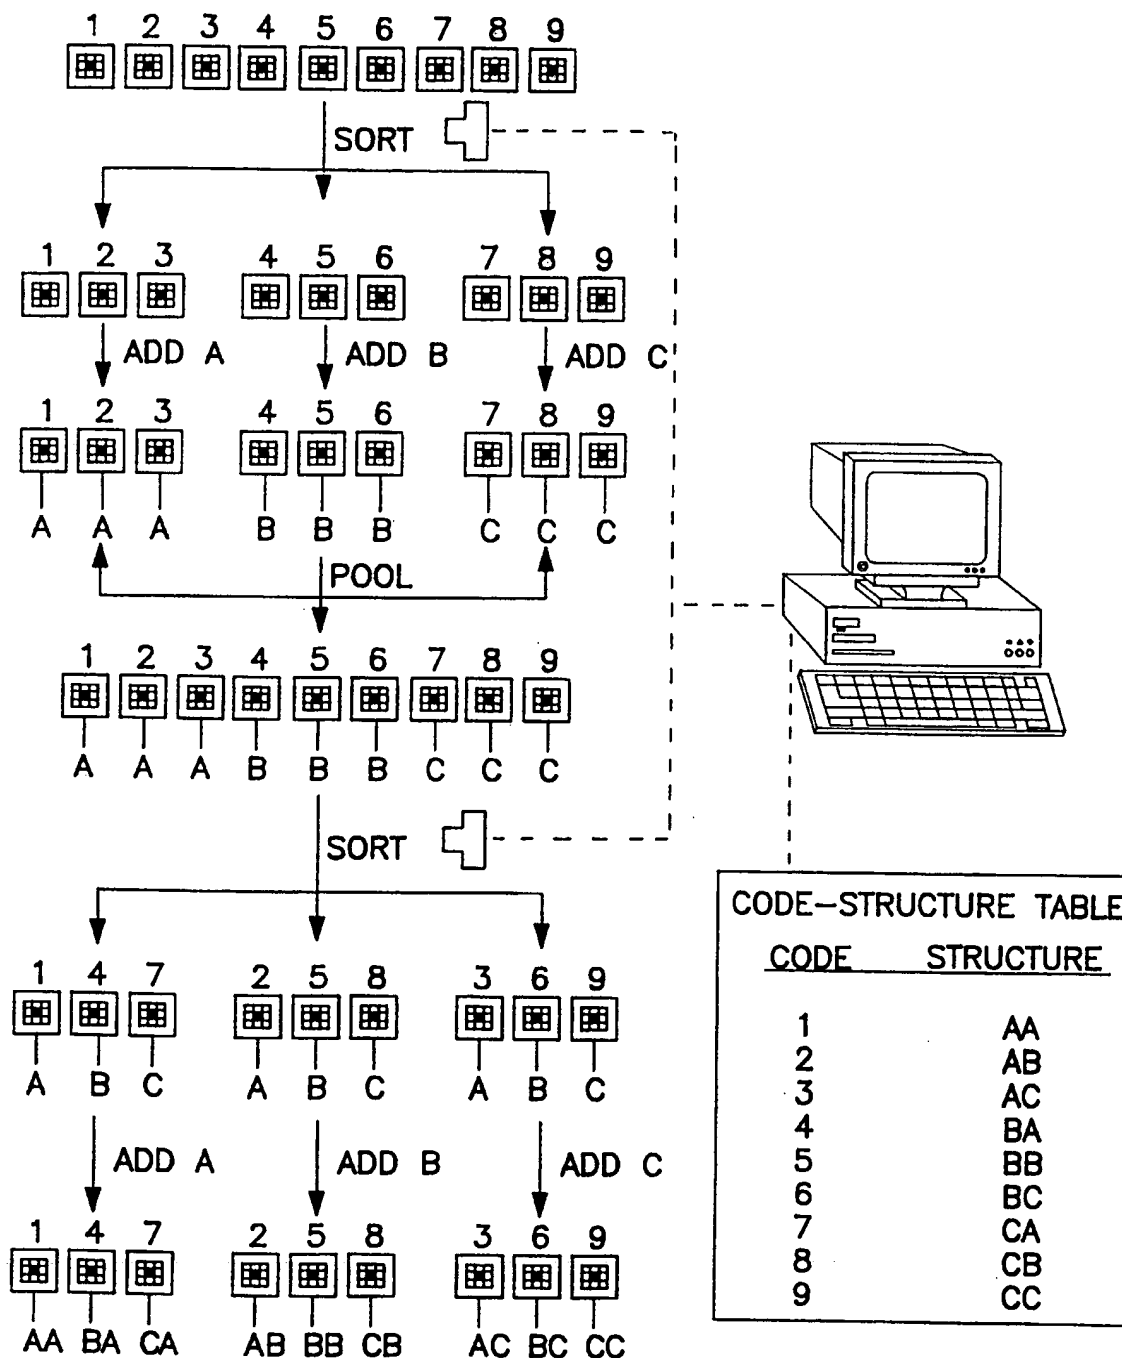 1 2 3 4 5 6 7 8 9
SORT
1 2 3 4 5 6 7 8 9
ADD A ADD B ADD C
1 2 3 4 5 6 7 8 9
A A A B B B C C C
POOL
1 2 3 4 5 6 7 8 9
A A A B B B C C C
SORT
1 4 7 2 5 8 3 6 9
A B C A B C A B C
ADD A ADD B ADD C
1 4 7 2 5 8 3 6 9
AA BA CA AB BB CB AC BC CC
CODE-STRUCTURE TABLE
CODE STRUCTURE
1 AA
2 AB
3 AC
4 BA
5 BB
6 BC
7 CA
8 CB
9 CC